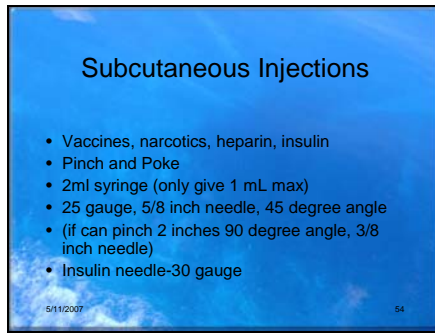 Subcutaneous Injections
• Vaccines, narcotics, heparin, insulin
• Pinch and Poke
• 2ml syringe (only give 1 mL max)
• 25 gauge, 5/8 inch needle, 45 degree angle
• (if can pinch 2 inches 90 degree angle, 3/8
inch needle)
• Insulin needle-30 gauge
5/11/2007 54